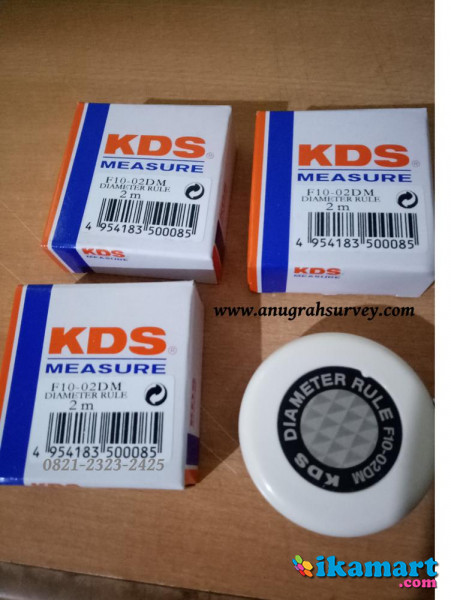 KDS
MEASURE
F10-02DM
DIAMETER RULE
2 m
4 954183 500085
KDS
MEASURE
KDS
MEASURE
F10-02DM
DIAMETER RULE
2 m
4 954183 500085
KDS
MEASURE
www.anugrahsurvey.com
KDS
MEASURE
F10-02DM
DIAMETER RULE
2 m
4 954183 500085
0821-2323-2425
DIAMETER RULE F10-02DM
KDS
ikamart.com